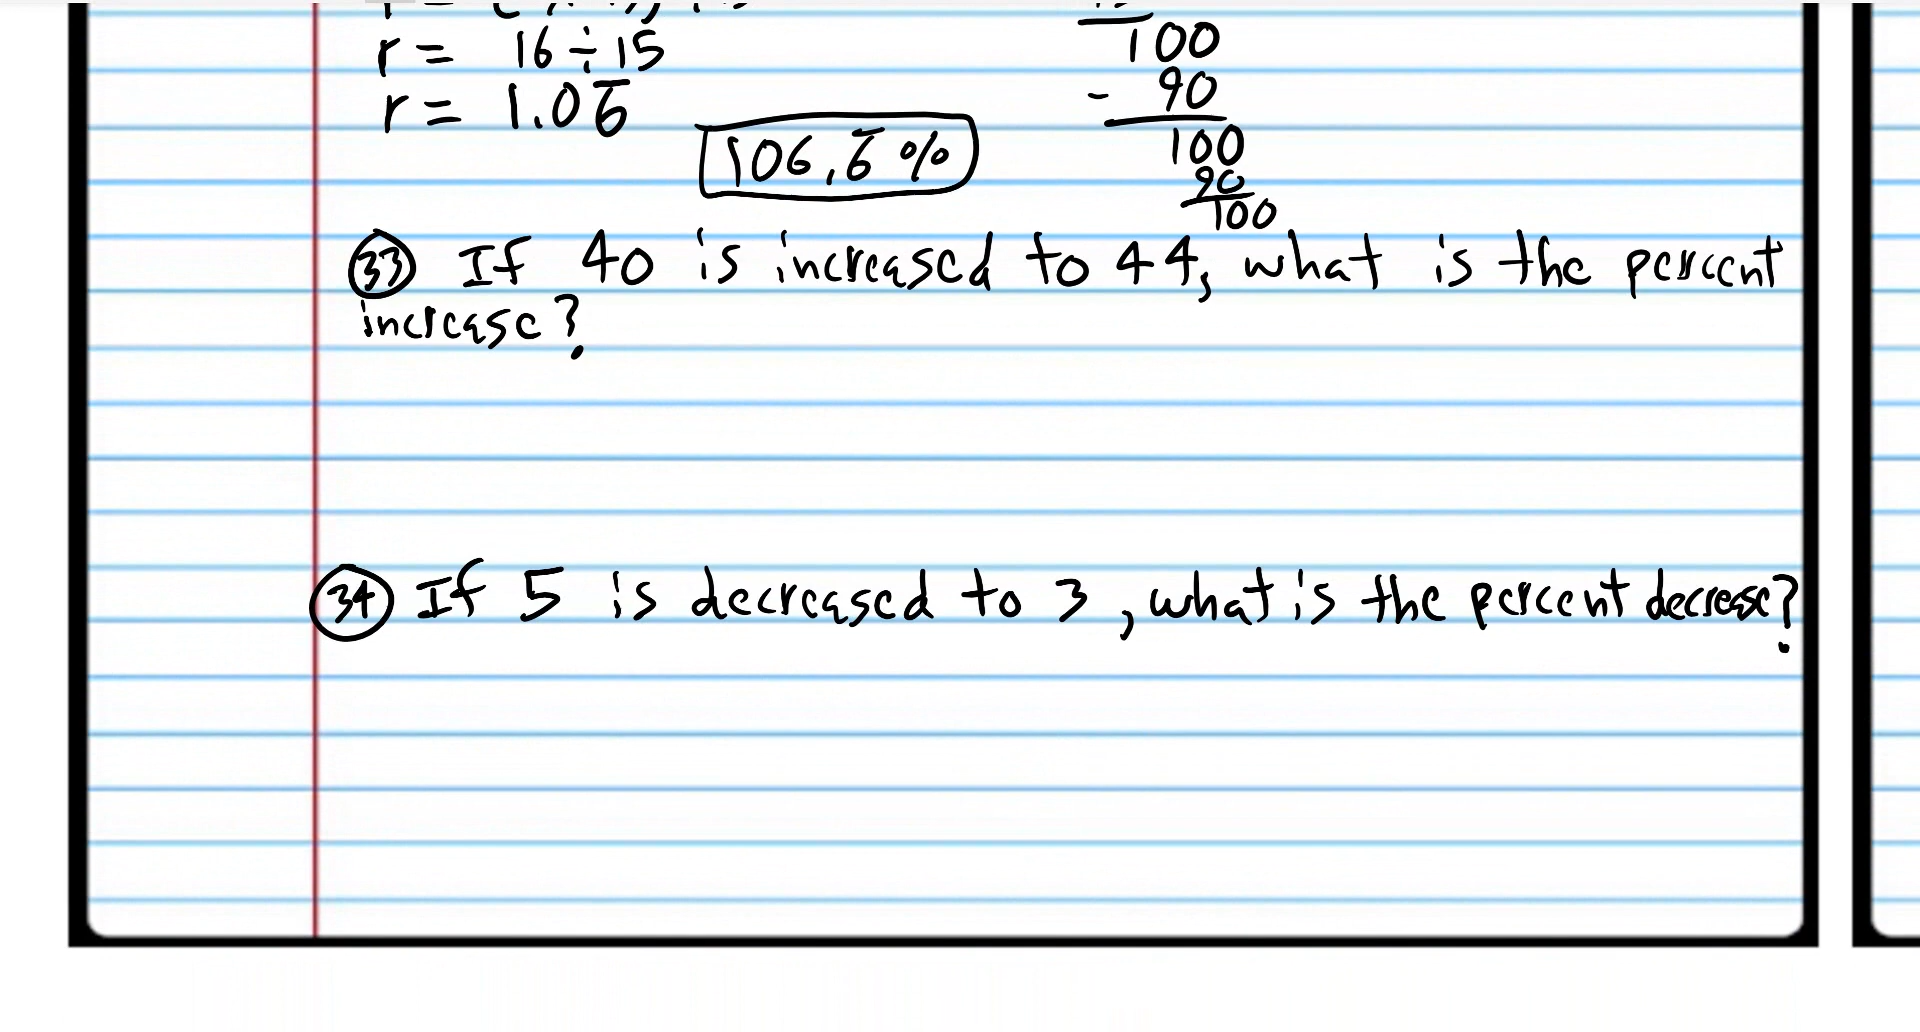 r = 16 ÷ 15
r = 1.06̅
106.6̅ %
100
- 90
100
90
100
33 If 40 is increased to 44, what is the percent
increase?
34 If 5 is decreased to 3, what is the percent decrease?